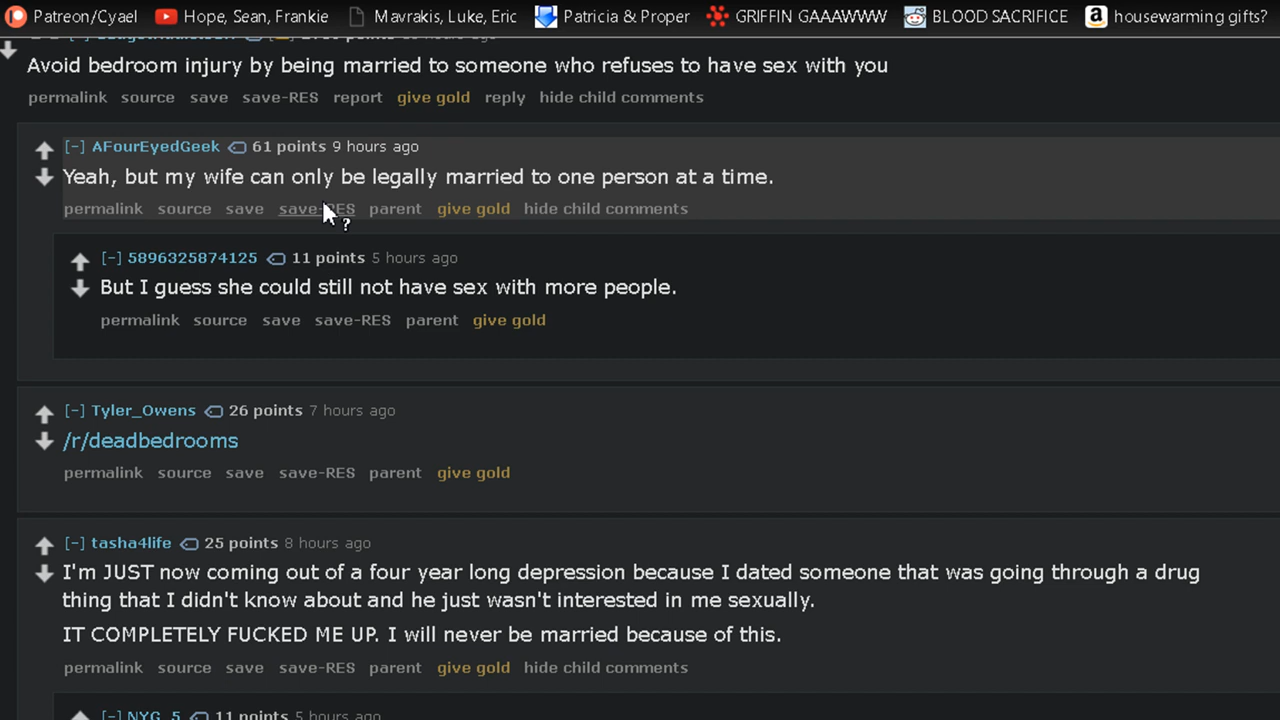 Patreon/Cyael Hope, Sean, Frankie Mavrakis, Luke, Eric Patricia & Proper GRIFFIN GAAAWWW BLOOD SACRIFICE housewarming gifts?
Avoid bedroom injury by being married to someone who refuses to have sex with you
permalink source save save-RES report give gold reply hide child comments
[-] AFourEyedGeek 61 points 9 hours ago
Yeah, but my wife can only be legally married to one person at a time.
permalink source save save-RES parent give gold hide child comments
[-] 5896325874125 11 points 5 hours ago
But I guess she could still not have sex with more people.
permalink source save save-RES parent give gold
[-] Tyler_Owens 26 points 7 hours ago
/r/deadbedrooms
permalink source save save-RES parent give gold
[-] tasha4life 25 points 8 hours ago
I'm JUST now coming out of a four year long depression because I dated someone that was going through a drug
thing that I didn't know about and he just wasn't interested in me sexually.
IT COMPLETELY FUCKED ME UP. I will never be married because of this.
permalink source save save-RES parent give gold hide child comments
[-] NYG_5 11 points 5 hours ago